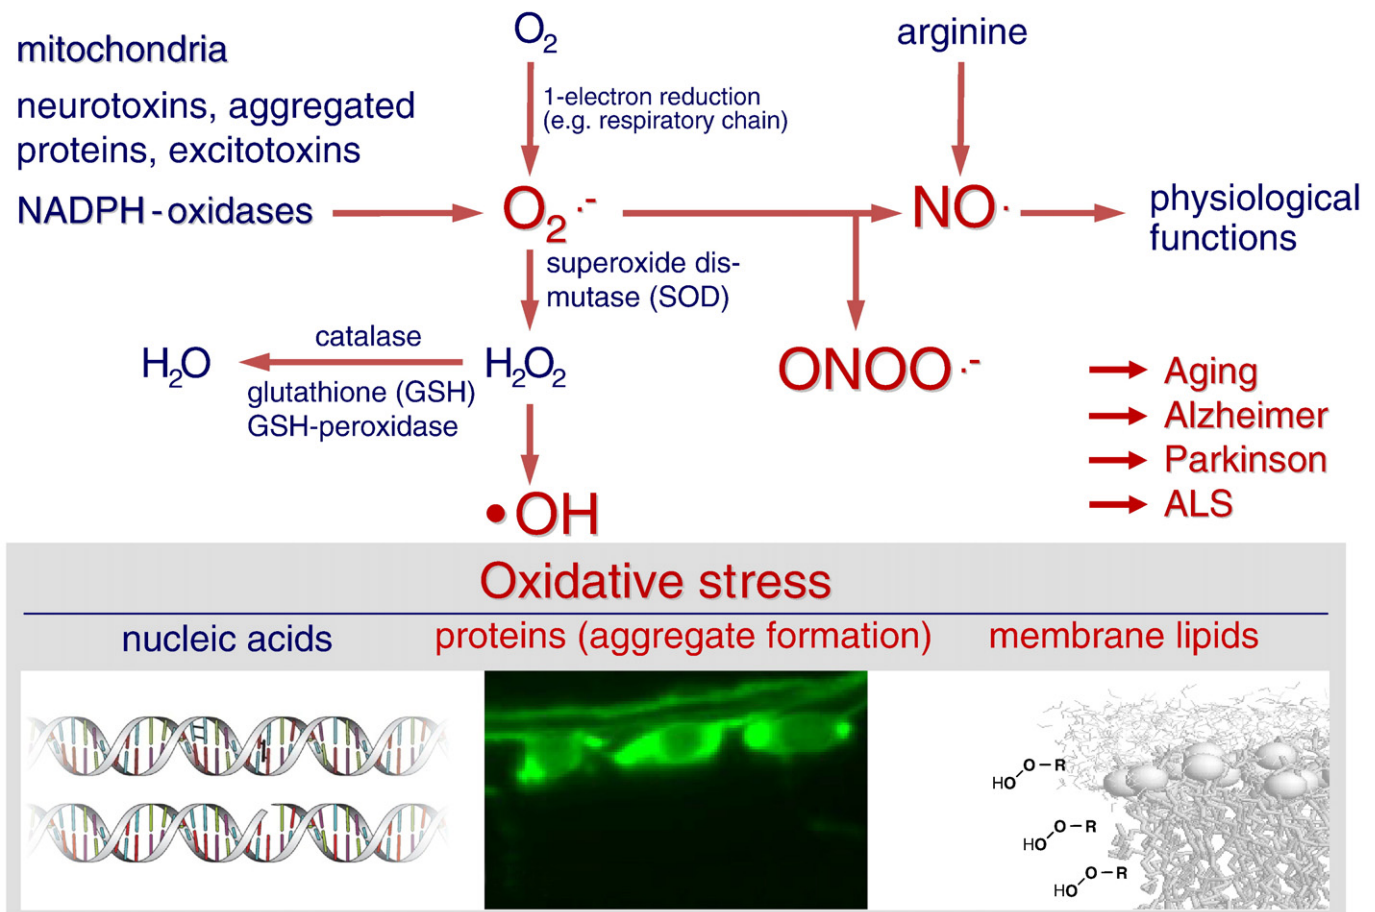 mitochondria
neurotoxins, aggregated
proteins, excitotoxins
NADPH-oxidases
O₂
1-electron reduction
(e.g. respiratory chain)
O₂·⁻
superoxide dis-
mutase (SOD)
arginine
NO·
physiological
functions
H₂O
catalase
glutathione (GSH)
GSH-peroxidase
H₂O₂
ONOO·⁻
•OH
Aging
Alzheimer
Parkinson
ALS
Oxidative stress
nucleic acids
proteins (aggregate formation)
membrane lipids
HO O-R
HO O-R
HO O-R